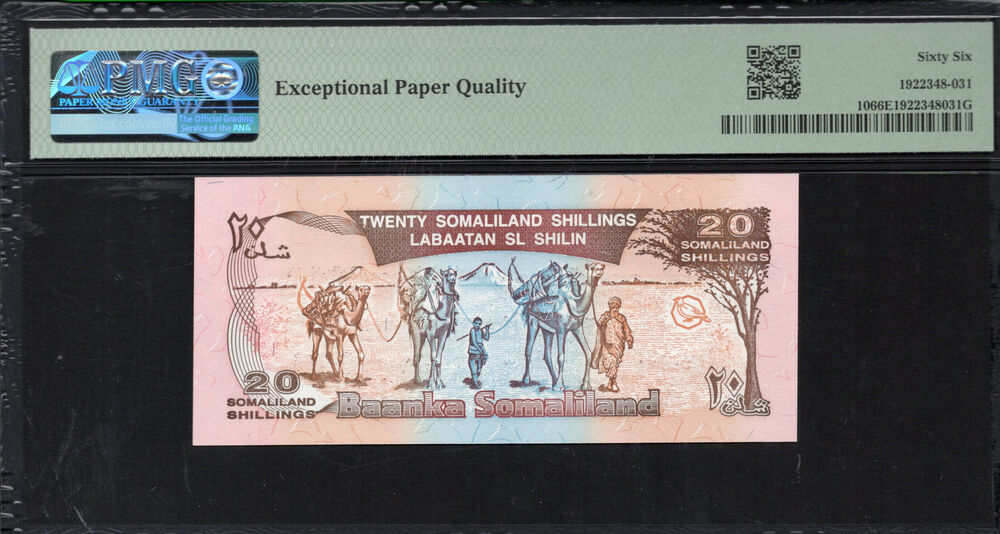 PMG
PAPER MONEY GUARANTY
The Official Grading
Service of the ANA
Exceptional Paper Quality
Sixty Six
1922348-031
1066E1922348031G
٢٠
شلن
TWENTY SOMALILAND SHILLINGS
LABAATAN SL SHILIN
20
SOMALILAND
SHILLINGS
20
SOMALILAND
SHILLINGS
Baanka Somaliland
٢٠
شلن